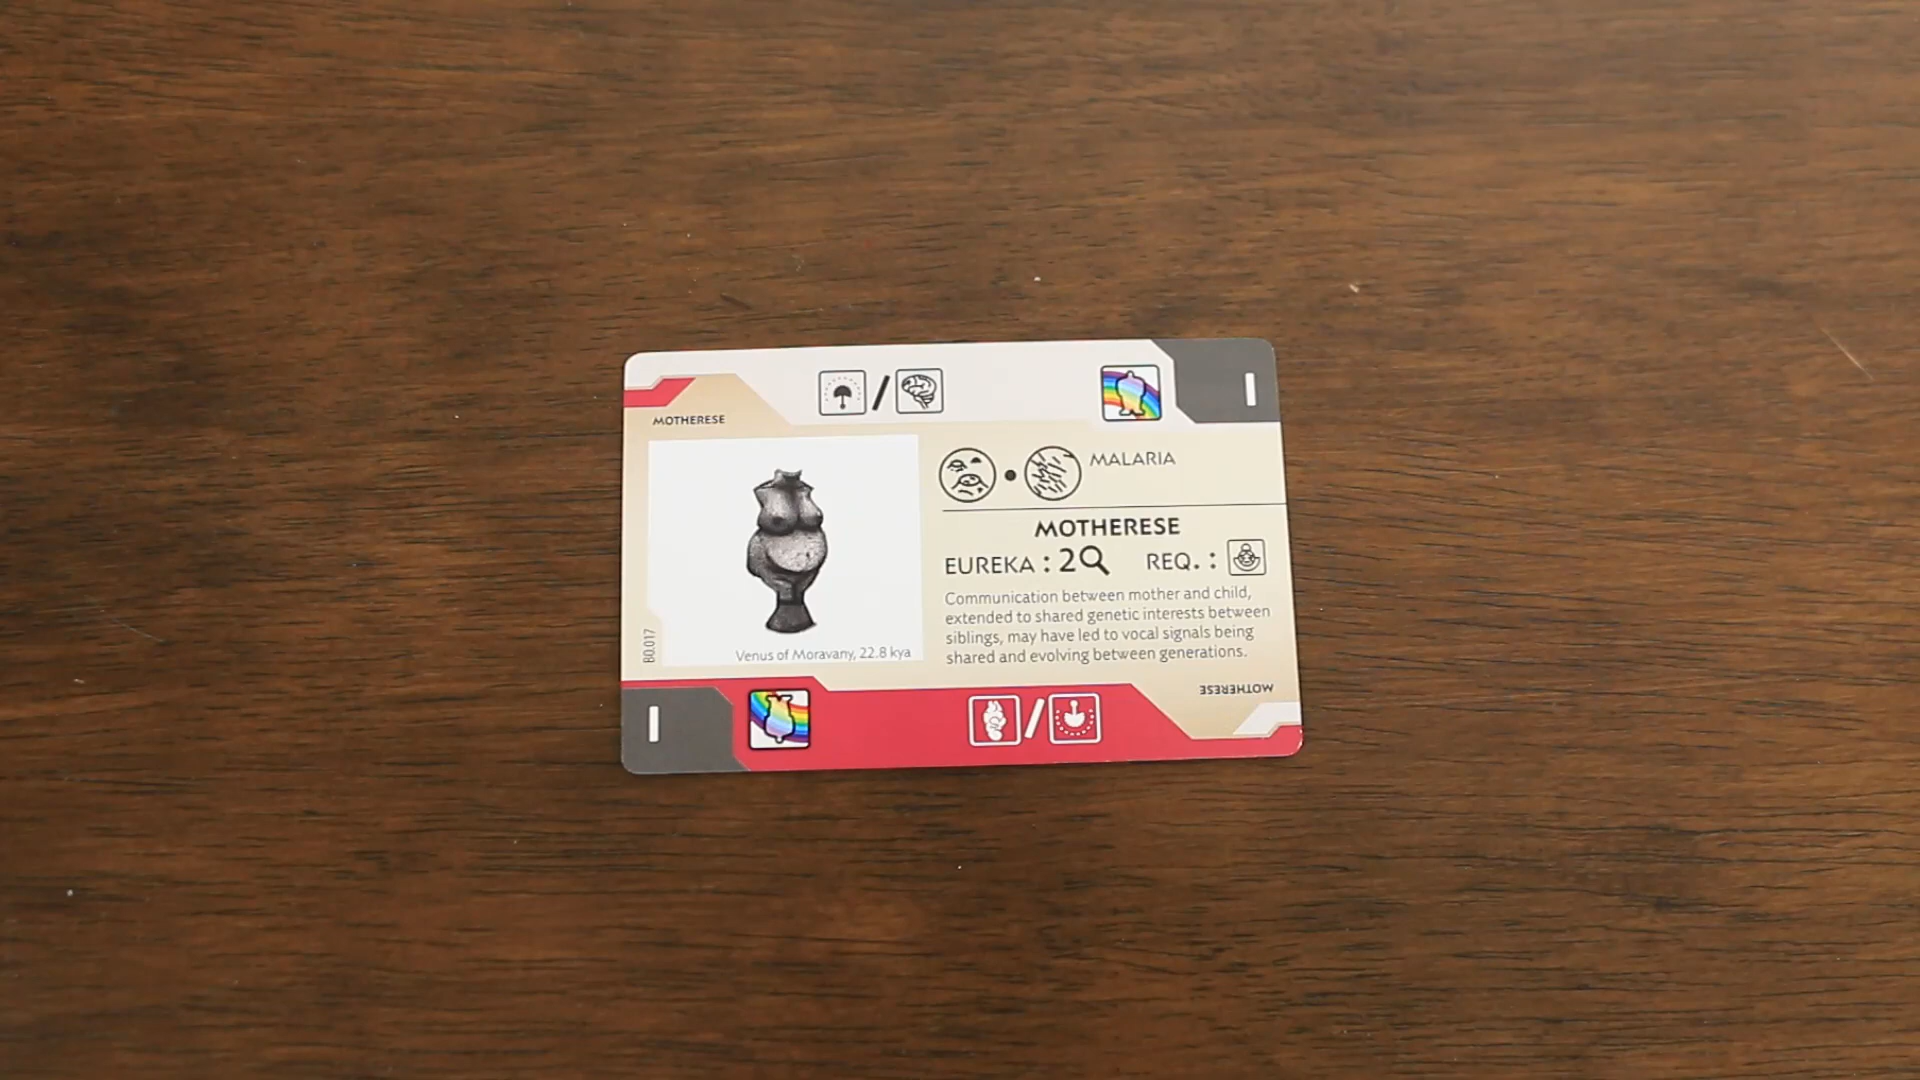 I
MOTHERESE
MALARIA
MOTHERESE
EUREKA : 2 REQ. :
Communication between mother and child,
extended to shared genetic interests between
siblings, may have led to vocal signals being
shared and evolving between generations.
Venus of Moravany, 22.8 kya
B0.017
MOTHERESE
I